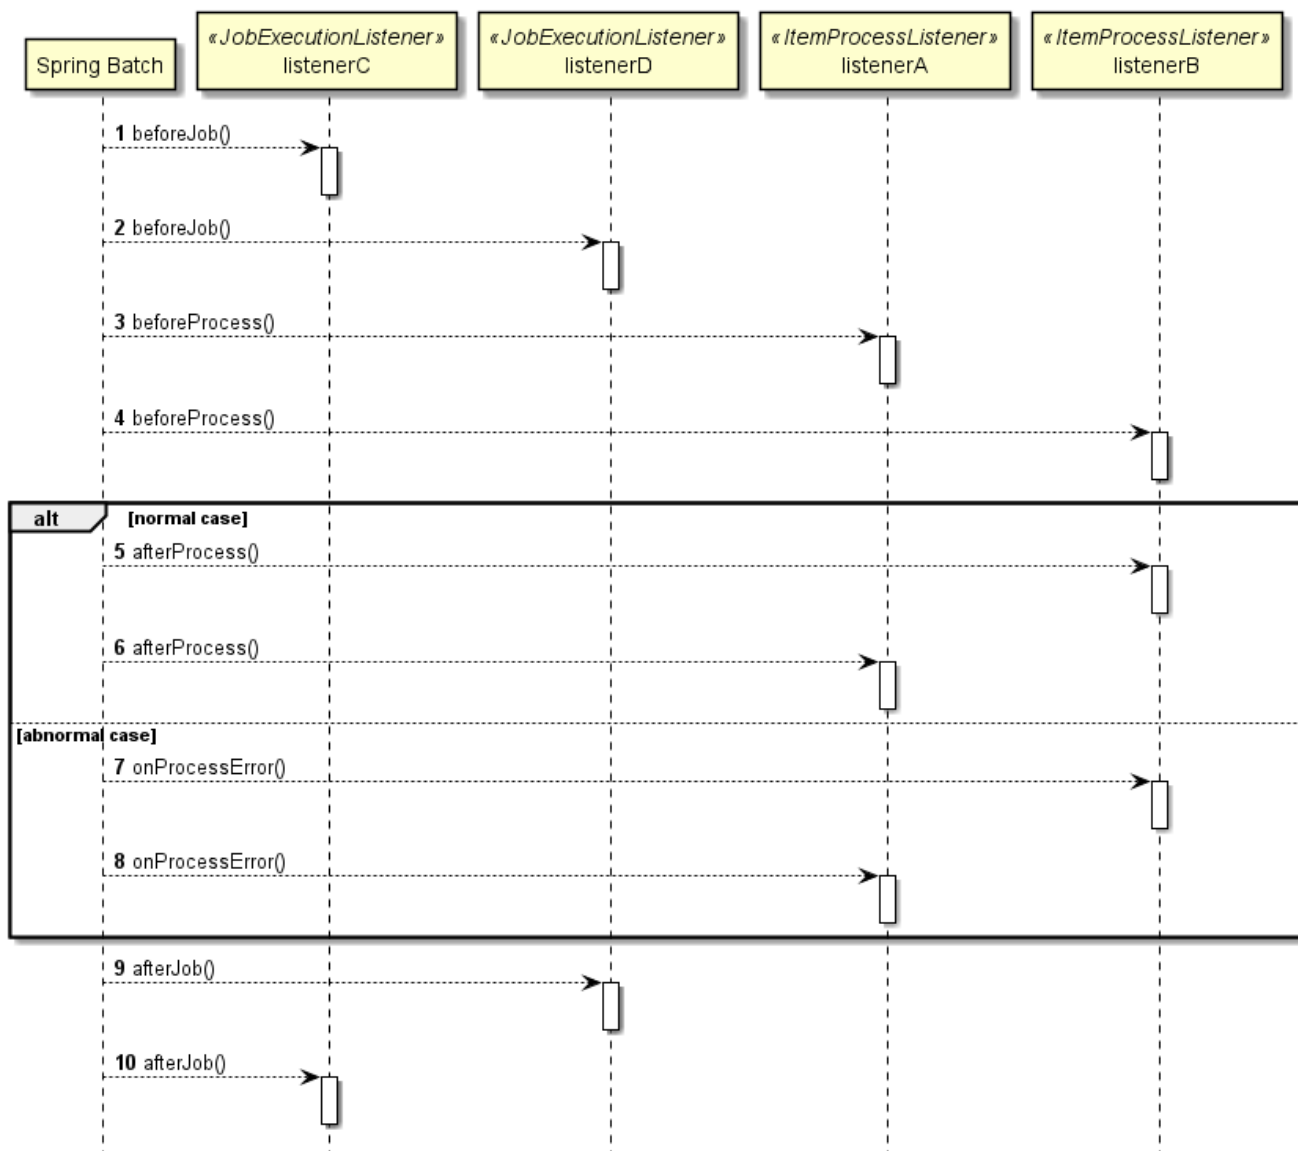 Spring Batch
«JobExecutionListener»
listenerC
«JobExecutionListener»
listenerD
«ItemProcessListener»
listenerA
«ItemProcessListener»
listenerB
1 beforeJob()
2 beforeJob()
3 beforeProcess()
4 beforeProcess()
alt [normal case]
5 afterProcess()
6 afterProcess()
[abnormal case]
7 onProcessError()
8 onProcessError()
9 afterJob()
10 afterJob()